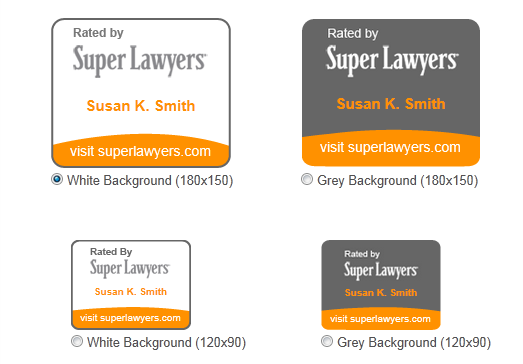 Rated by
Super Lawyers
Susan K. Smith
visit superlawyers.com
White Background (180x150)
Rated by
Super Lawyers
Susan K. Smith
visit superlawyers.com
Grey Background (180x150)
Rated By
Super Lawyers
Susan K. Smith
visit superlawyers.com
White Background (120x90)
Rated By
Super Lawyers
Susan K. Smith
visit superlawyers.com
Grey Background (120x90)